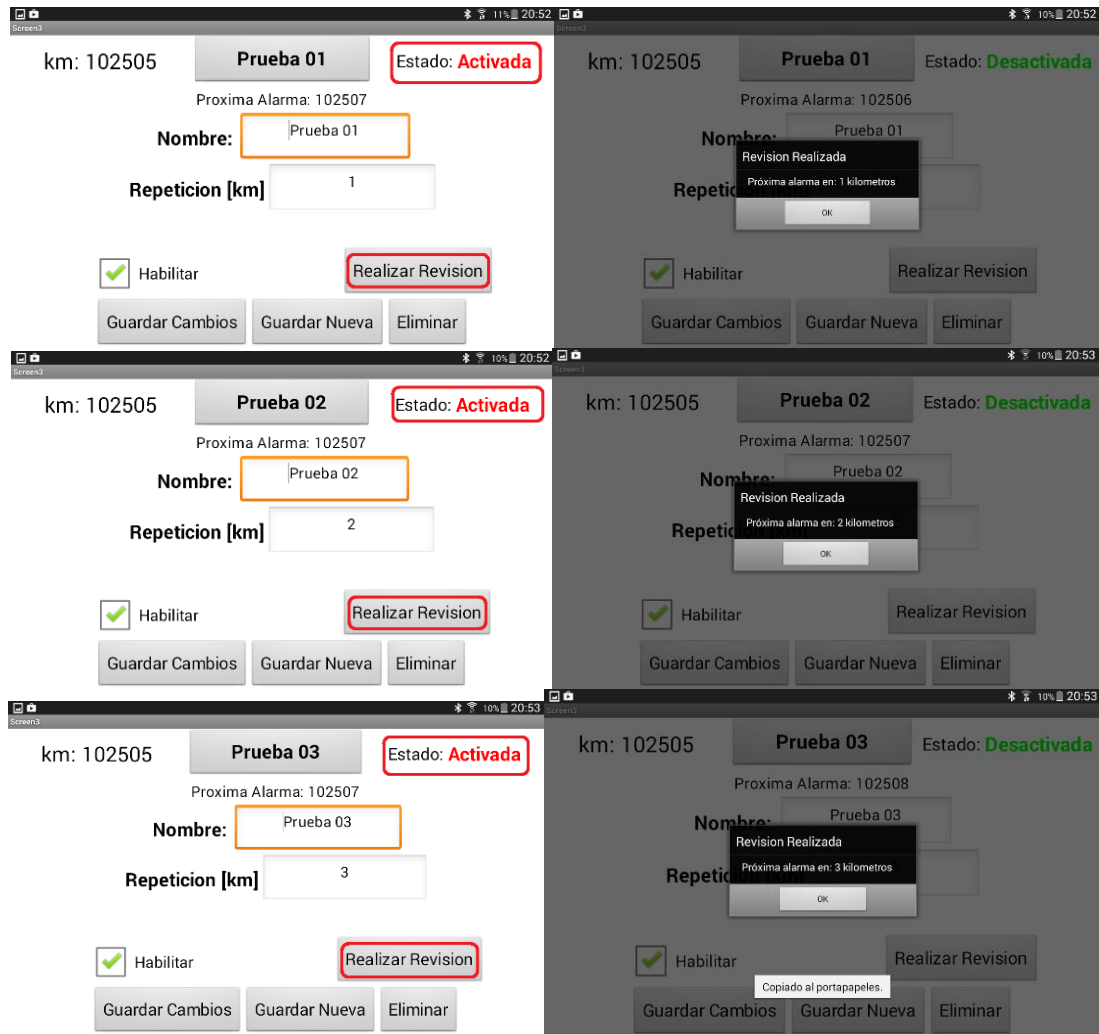 11% 20:52
Screen3
km: 102505 Prueba 01 Estado: Activada
Proxima Alarma: 102507
Nombre: Prueba 01
Repeticion [km] 1
Habilitar Realizar Revision
Guardar Cambios Guardar Nueva Eliminar
10% 20:52
Screen3
km: 102505 Prueba 01 Estado: Desactivada
Proxima Alarma: 102506
Nombre: Prueba 01
Revision Realizada
Próxima alarma en: 1 kilometros
Repetic
OK
Habilitar Realizar Revision
Guardar Cambios Guardar Nueva Eliminar
10% 20:52
Screen3
km: 102505 Prueba 02 Estado: Activada
Proxima Alarma: 102507
Nombre: Prueba 02
Repeticion [km] 2
Habilitar Realizar Revision
Guardar Cambios Guardar Nueva Eliminar
10% 20:53
Screen3
km: 102505 Prueba 02 Estado: Desactivada
Proxima Alarma: 102507
Nombre: Prueba 02
Revision Realizada
Próxima alarma en: 2 kilometros
Repetic
OK
Habilitar Realizar Revision
Guardar Cambios Guardar Nueva Eliminar
10% 20:53
Screen3
km: 102505 Prueba 03 Estado: Activada
Proxima Alarma: 102507
Nombre: Prueba 03
Repeticion [km] 3
Habilitar Realizar Revision
Guardar Cambios Guardar Nueva Eliminar
10% 20:53
Screen3
km: 102505 Prueba 03 Estado: Desactivada
Proxima Alarma: 102508
Nombre: Prueba 03
Revision Realizada
Próxima alarma en: 3 kilometros
Repetic
OK
Habilitar Realizar Revision
Copiado al portapapeles.
Guardar Cambios Guardar Nueva Eliminar